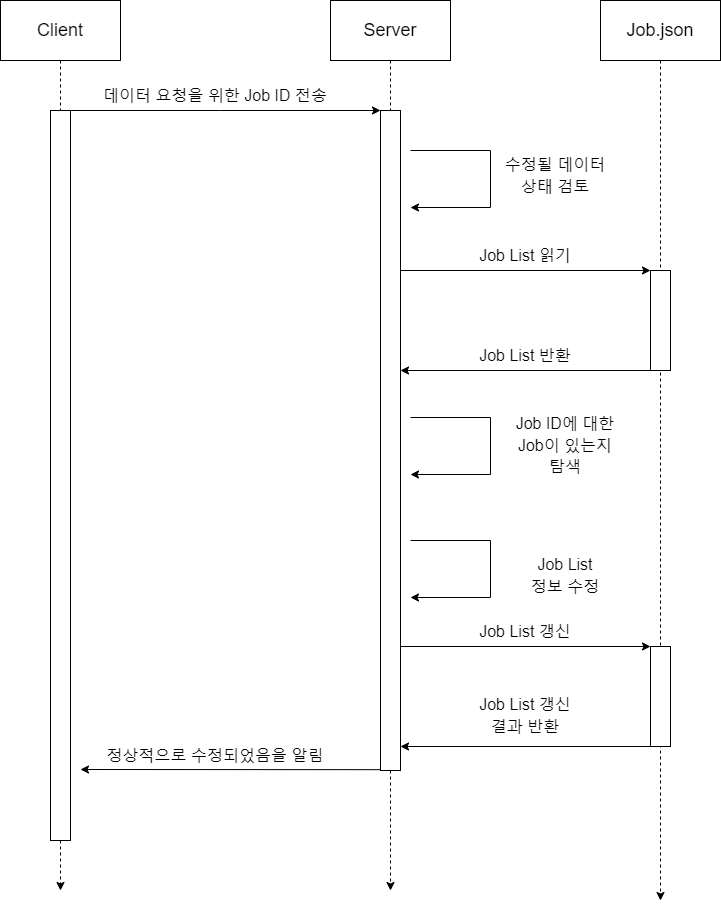 Client
Server
Job.json
데이터 요청을 위한 Job ID 전송
수정될 데이터
상태 검토
Job List 읽기
Job List 반환
Job ID에 대한
Job이 있는지
탐색
Job List
정보 수정
Job List 갱신
Job List 갱신
결과 반환
정상적으로 수정되었음을 알림